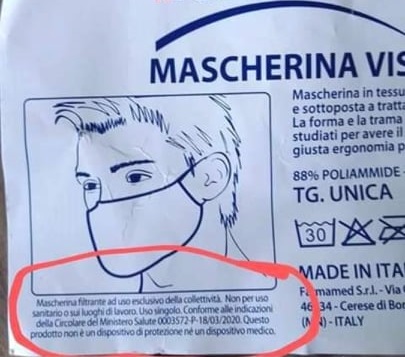 MASCHERINA VIS
Mascherina in tessu
e sottoposta a tratta
La forma e la trama
studiati per avere il
giusta ergonomia p
88% POLIAMMIDE -
TG. UNICA
30
MADE IN ITA
Famamed S.r.l. - Via
46034 - Cerese di Bor
(MN) - ITALY
Mascherina filtrante ad uso esclusivo della collettività. Non per uso
sanitario o sui luoghi di lavoro. Uso singolo. Conforme alle indicazioni
della Circolare del Ministero Salute 0003572-P-18/03/2020. Questo
prodotto non è un dispositivo di protezione né un dispositivo medico.